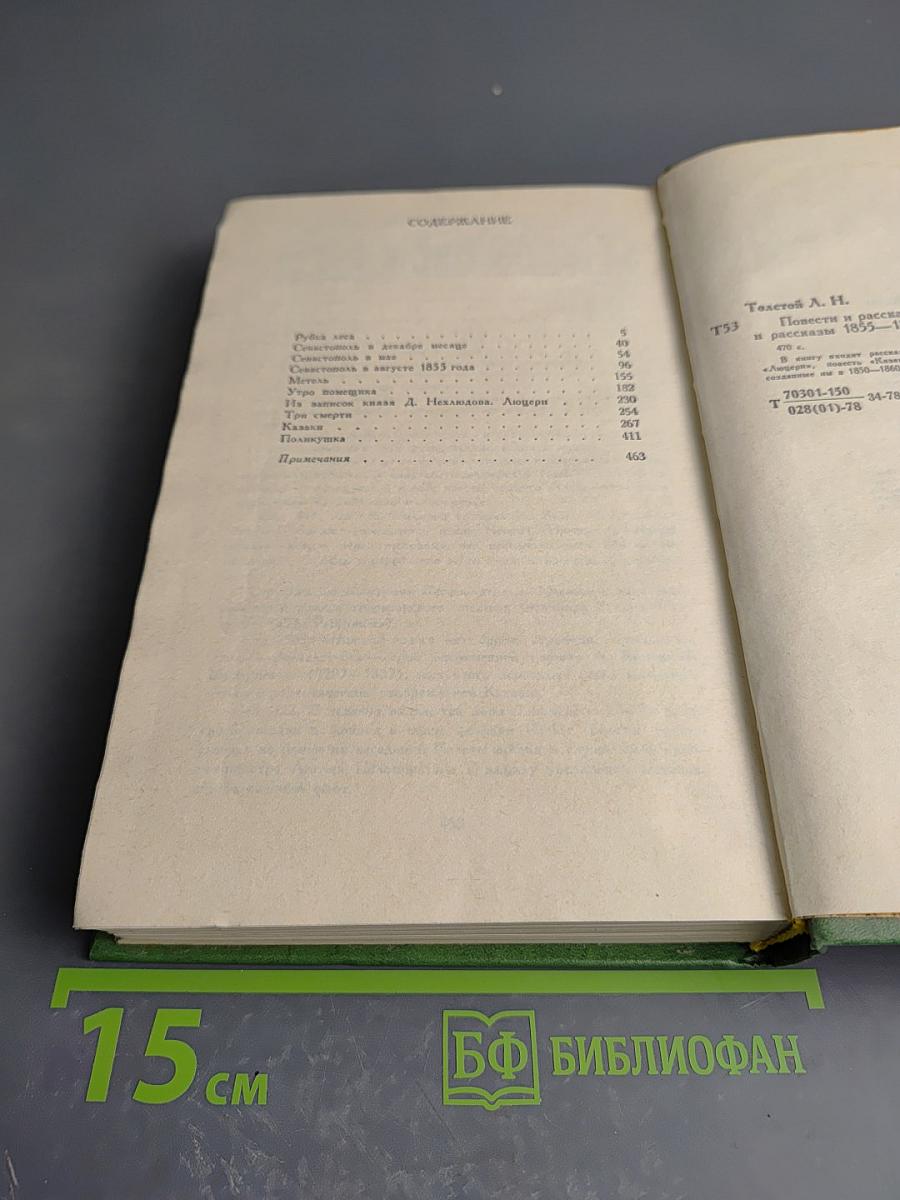 СОДЕРЖАНИЕ
Рубка леса . . . . . . . . . . . . . . . 5
Севастополь в декабре месяце . . . . . . . . 40
Севастополь в мае . . . . . . . . . . . . 54
Севастополь в августе 1855 года . . . . . . . 96
Метель . . . . . . . . . . . . . . . . 155
Утро помещика . . . . . . . . . . . . . 182
Из записок князя Д. Нехлюдова. Люцерн . . . . 230
Три смерти . . . . . . . . . . . . . . 254
Казаки . . . . . . . . . . . . . . . . 267
Поликушка . . . . . . . . . . . . . . 411
Примечания . . . . . . . . . . . . . . 463
Толстой Л. Н.
Т53
Повести и расска
и рассказы 1855—1
470 с.
В книгу входят расска
«Люцерн», повесть «Казак
созданные им в 1850—1860
Т 70301-150
028(01)-78 34-78
15 см
БФ БИБЛИОФАН